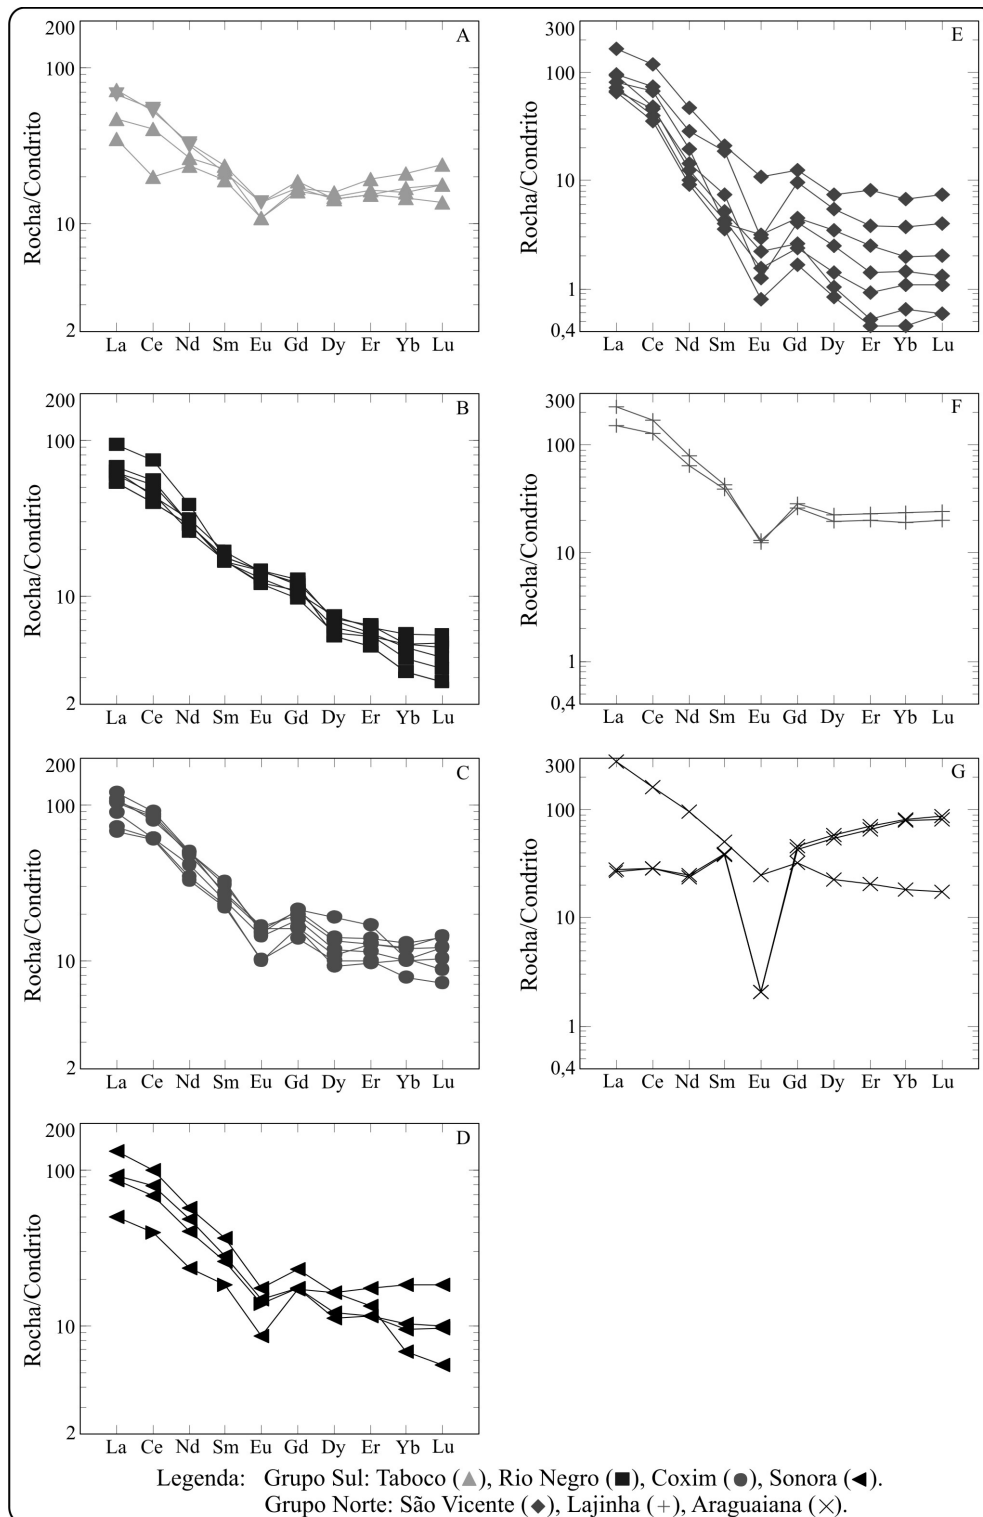 A
200
100
10
2
Rocha/Condrito
La Ce Nd Sm Eu Gd Dy Er Yb Lu
B
200
100
10
2
Rocha/Condrito
La Ce Nd Sm Eu Gd Dy Er Yb Lu
C
200
100
10
2
Rocha/Condrito
La Ce Nd Sm Eu Gd Dy Er Yb Lu
D
200
100
10
2
Rocha/Condrito
La Ce Nd Sm Eu Gd Dy Er Yb Lu
E
300
100
10
1
0,4
Rocha/Condrito
La Ce Nd Sm Eu Gd Dy Er Yb Lu
F
300
100
10
1
0,4
Rocha/Condrito
La Ce Nd Sm Eu Gd Dy Er Yb Lu
G
300
100
10
1
0,4
Rocha/Condrito
La Ce Nd Sm Eu Gd Dy Er Yb Lu
Legenda: Grupo Sul: Taboco (▲), Rio Negro (■), Coxim (●), Sonora (◀).
Grupo Norte: São Vicente (◆), Lajinha (+), Araguaiana (×).